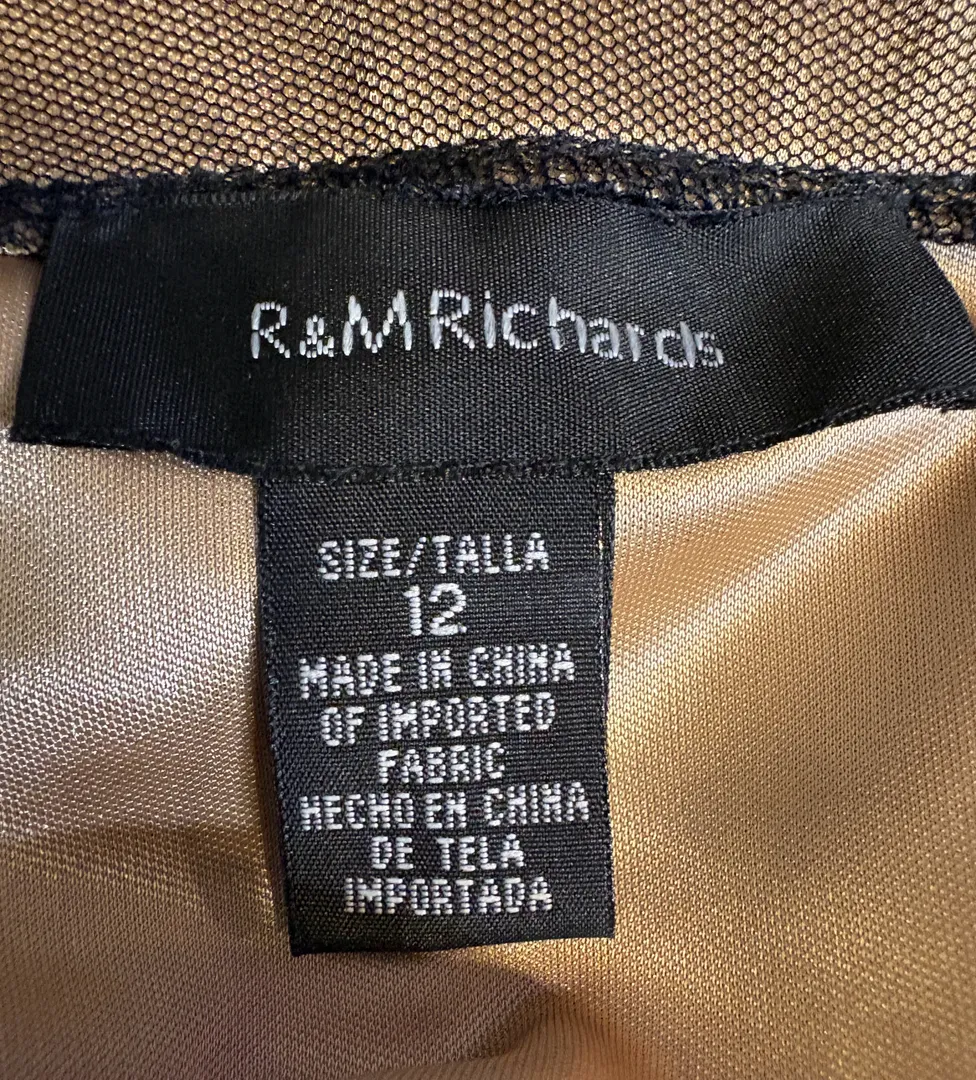 R&M Richards
SIZE/TALLA
12
MADE IN CHINA
OF IMPORTED
FABRIC
HECHO EN CHINA
DE TELA
IMPORTADA